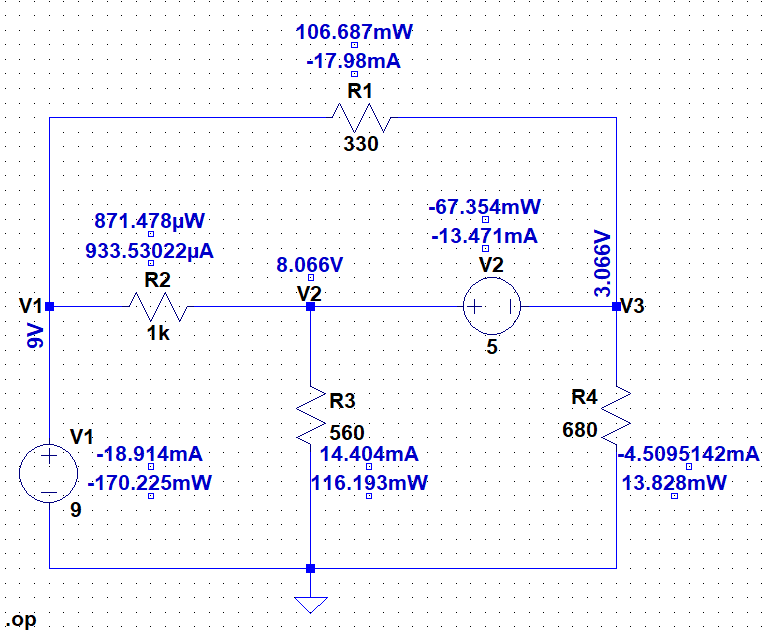 106.687mW
-17.98mA
R1
330
871.478µW
933.53022µA
R2
1k
8.066V
V2
-67.354mW
-13.471mA
V2
5
3.066V
V1
9V
V3
V1
-18.914mA
-170.225mW
9
R3
560
14.404mA
116.193mW
R4
680
-4.5095142mA
13.828mW
.op